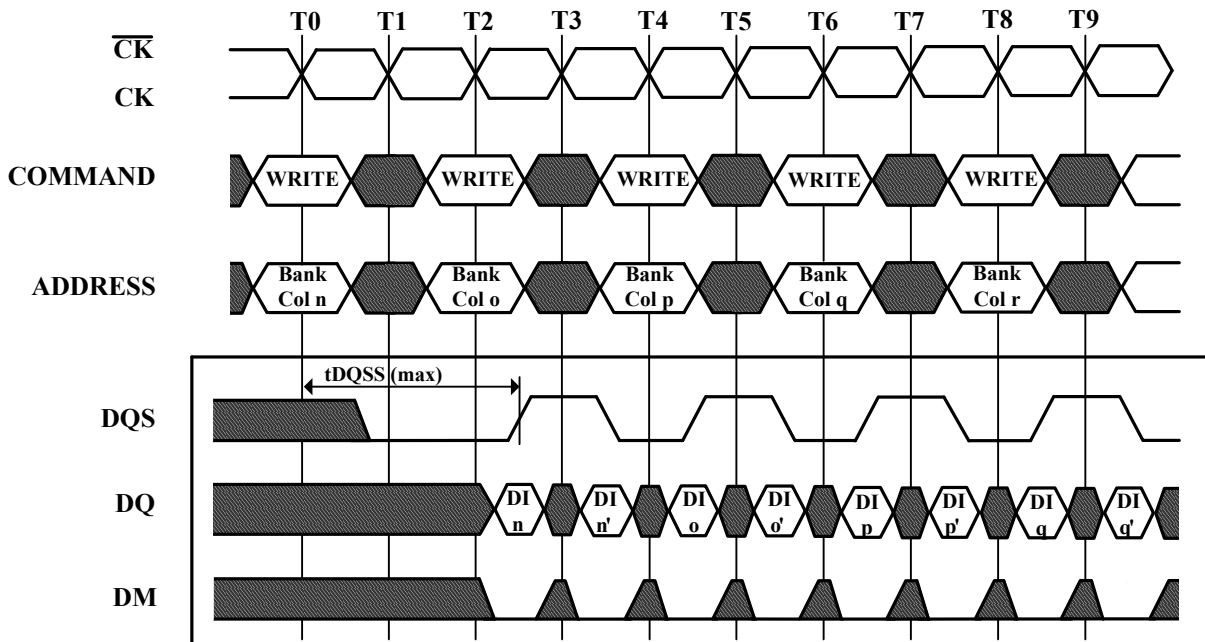 T0 T1 T2 T3 T4 T5 T6 T7 T8 T9
CK
CK
COMMAND WRITE WRITE WRITE WRITE WRITE
ADDRESS Bank Bank Bank Bank Bank
Col n Col o Col p Col q Col r
tDQSS (max)
DQS
DQ DI DI DI DI DI DI DI DI
n n' o o' p p' q q'
DM